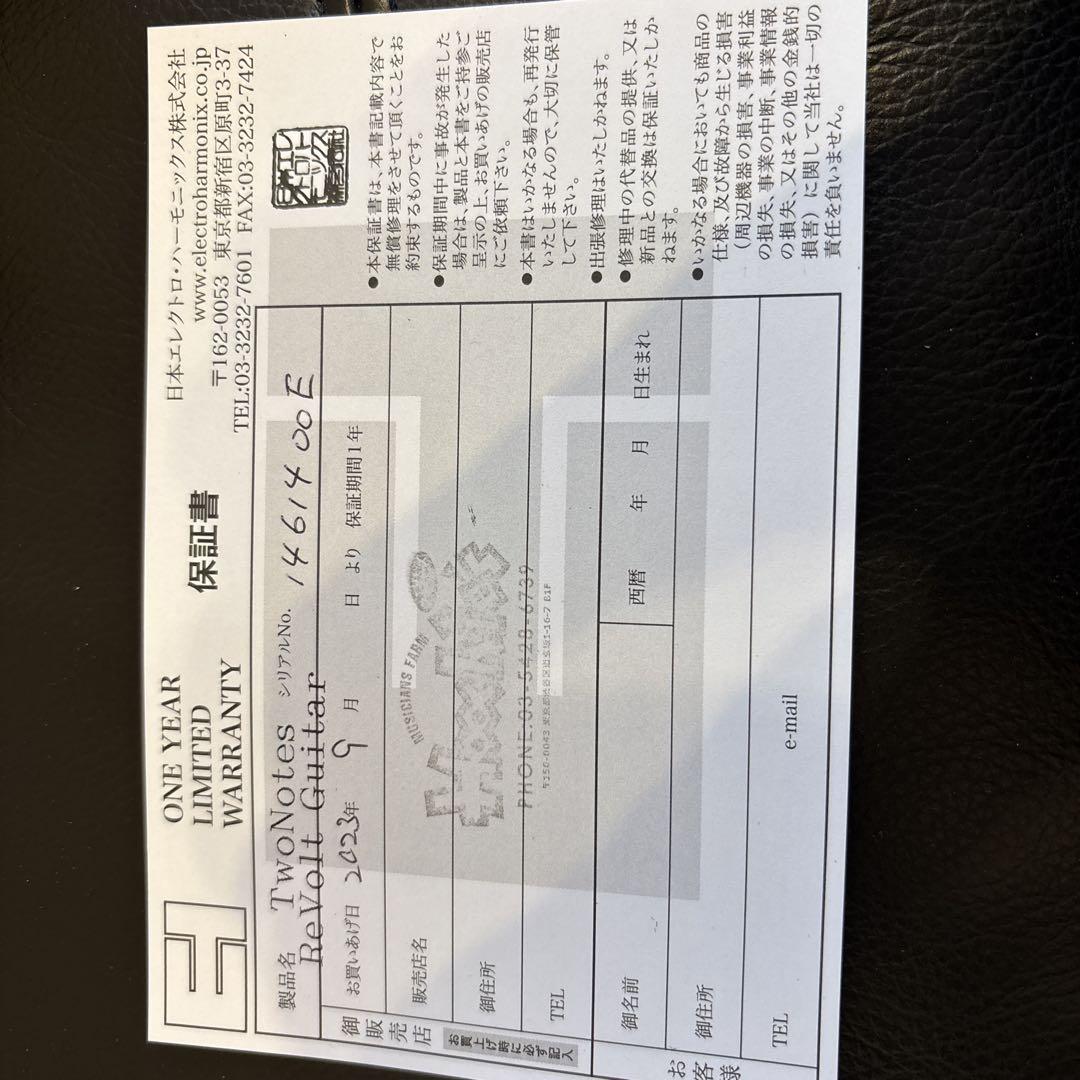 ONE YEAR
LIMITED
WARRANTY
保証書
日本エレクトロ・ハーモニックス株式会社
www.electroharmonix.co.jp
〒162-0053 東京都新宿区原町3-37
TEL:03-3232-7601 FAX:03-3232-7424
製品名 TwoNotes ReVolt Guitar シリアルNo. 1461400E
御販売店
お買い上げ時に必ず記入
お買いあげ日 2023年 9 月 日 より 保証期間1年
販売店名
MUSICIANS FARM
御住所
PHONE:03-5428-6739
〒150-0043 東京都渋谷区道玄坂1-16-7 B1F
TEL
お客様
御名前
西暦 年 月 日生まれ
御住所
TEL
e-mail
●本保証書は、本書記載内容で
無償修理をさせて頂くことをお
約束するものです。
●保証期間中に事故が発生した
場合は、製品と本書をご持参ご
呈示の上、お買いあげの販売店
にご依頼下さい。
●本書はいかなる場合も、再発行
いたしませんので、大切に保管
して下さい。
●出張修理はいたしかねます。
●修理中の代替品の提供、又は
新品との交換は保証いたしか
ねます。
●いかなる場合においても商品の
仕様、及び故障から生じる損害
(周辺機器の損害、事業利益
の損失、事業の中断、事業情報
の損失、又はその他の金銭的
損害)に関して当社は一切の
責任を負いません。